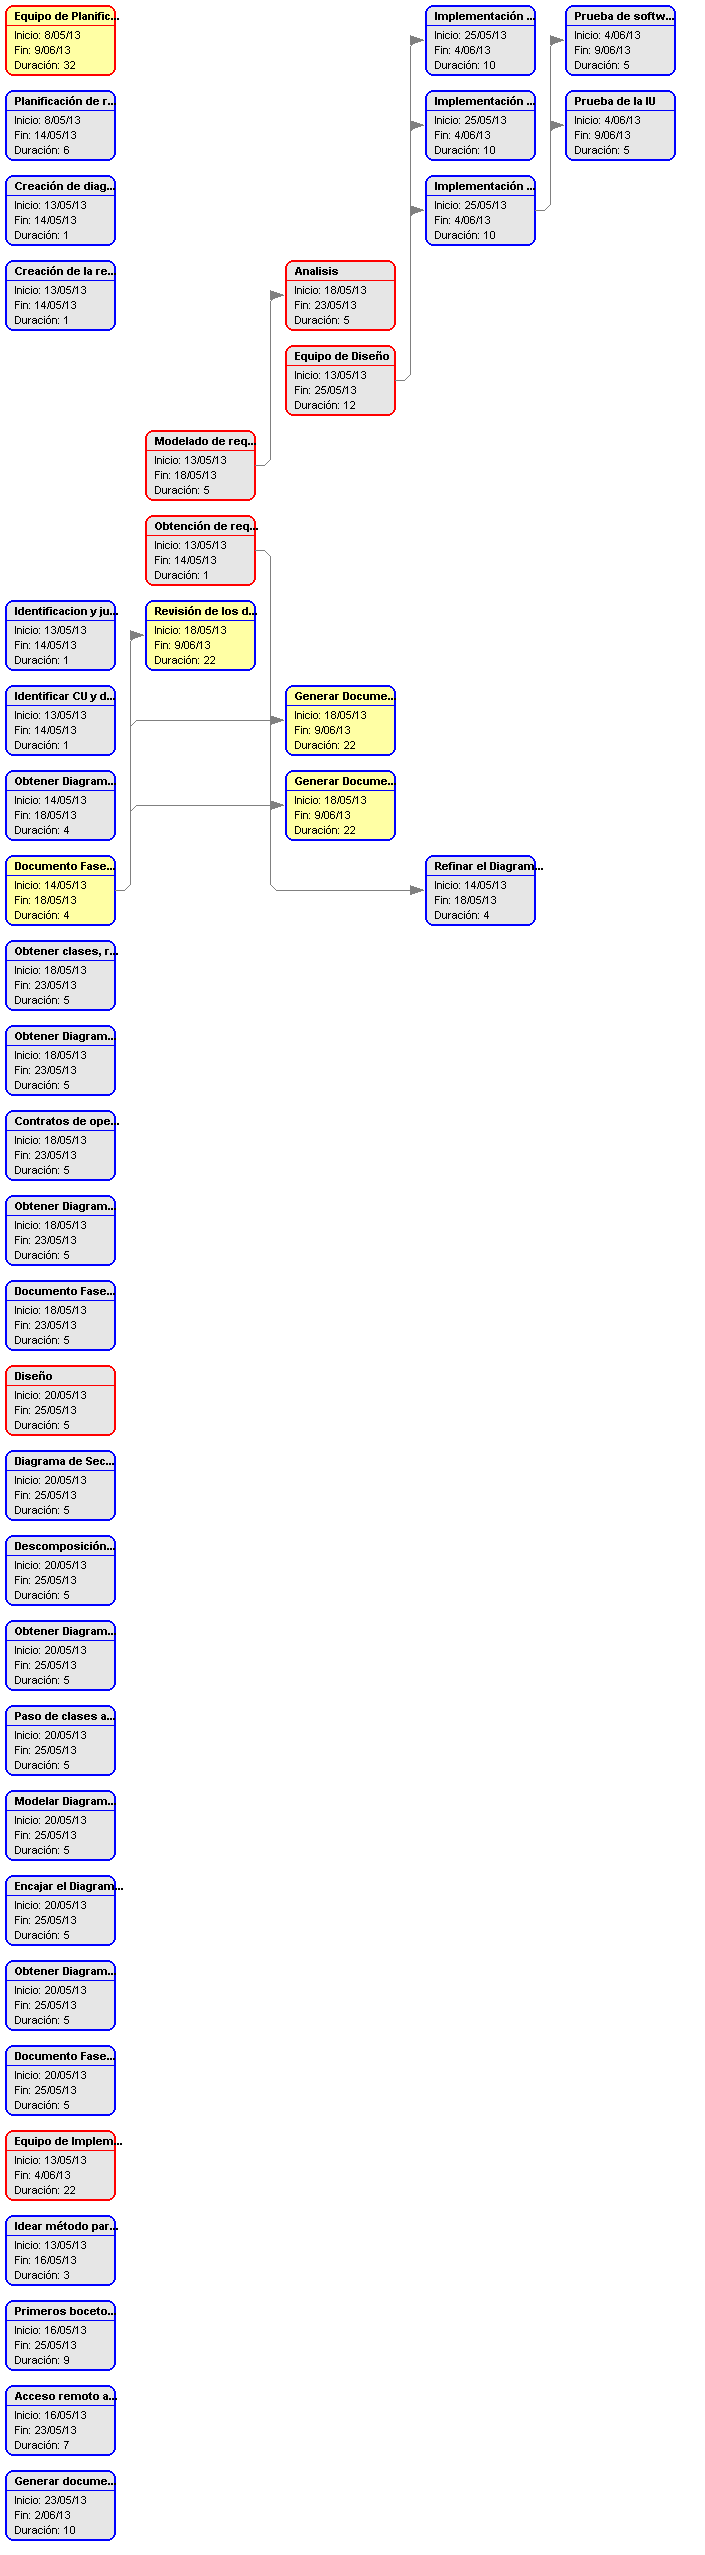 Equipo de Planific...
Inicio: 8/05/13
Fin: 9/06/13
Duración: 32
Implementación ...
Inicio: 25/05/13
Fin: 4/06/13
Duración: 10
Prueba de softw...
Inicio: 4/06/13
Fin: 9/06/13
Duración: 5
Planificación de r...
Inicio: 8/05/13
Fin: 14/05/13
Duración: 6
Implementación ...
Inicio: 25/05/13
Fin: 4/06/13
Duración: 10
Prueba de la IU
Inicio: 4/06/13
Fin: 9/06/13
Duración: 5
Creación de diag...
Inicio: 13/05/13
Fin: 14/05/13
Duración: 1
Implementación ...
Inicio: 25/05/13
Fin: 4/06/13
Duración: 10
Creación de la re...
Inicio: 13/05/13
Fin: 14/05/13
Duración: 1
Analisis
Inicio: 18/05/13
Fin: 23/05/13
Duración: 5
Equipo de Diseño
Inicio: 13/05/13
Fin: 25/05/13
Duración: 12
Modelado de req...
Inicio: 13/05/13
Fin: 18/05/13
Duración: 5
Obtención de req...
Inicio: 13/05/13
Fin: 14/05/13
Duración: 1
Identificacion y ju...
Inicio: 13/05/13
Fin: 14/05/13
Duración: 1
Revisión de los d...
Inicio: 18/05/13
Fin: 9/06/13
Duración: 22
Identificar CU y d...
Inicio: 13/05/13
Fin: 14/05/13
Duración: 1
Generar Docume...
Inicio: 18/05/13
Fin: 9/06/13
Duración: 22
Obtener Diagram...
Inicio: 14/05/13
Fin: 18/05/13
Duración: 4
Generar Docume...
Inicio: 18/05/13
Fin: 9/06/13
Duración: 22
Documento Fase...
Inicio: 14/05/13
Fin: 18/05/13
Duración: 4
Refinar el Diagram...
Inicio: 14/05/13
Fin: 18/05/13
Duración: 4
Obtener clases, r...
Inicio: 18/05/13
Fin: 23/05/13
Duración: 5
Obtener Diagram...
Inicio: 18/05/13
Fin: 23/05/13
Duración: 5
Contratos de ope...
Inicio: 18/05/13
Fin: 23/05/13
Duración: 5
Obtener Diagram...
Inicio: 18/05/13
Fin: 23/05/13
Duración: 5
Documento Fase...
Inicio: 18/05/13
Fin: 23/05/13
Duración: 5
Diseño
Inicio: 20/05/13
Fin: 25/05/13
Duración: 5
Diagrama de Sec...
Inicio: 20/05/13
Fin: 25/05/13
Duración: 5
Descomposición...
Inicio: 20/05/13
Fin: 25/05/13
Duración: 5
Obtener Diagram...
Inicio: 20/05/13
Fin: 25/05/13
Duración: 5
Paso de clases a...
Inicio: 20/05/13
Fin: 25/05/13
Duración: 5
Modelar Diagram...
Inicio: 20/05/13
Fin: 25/05/13
Duración: 5
Encajar el Diagram...
Inicio: 20/05/13
Fin: 25/05/13
Duración: 5
Obtener Diagram...
Inicio: 20/05/13
Fin: 25/05/13
Duración: 5
Documento Fase...
Inicio: 20/05/13
Fin: 25/05/13
Duración: 5
Equipo de Implem...
Inicio: 13/05/13
Fin: 4/06/13
Duración: 22
Idear método par...
Inicio: 13/05/13
Fin: 16/05/13
Duración: 3
Primeros boceto...
Inicio: 16/05/13
Fin: 25/05/13
Duración: 9
Acceso remoto a...
Inicio: 16/05/13
Fin: 23/05/13
Duración: 7
Generar docume...
Inicio: 23/05/13
Fin: 2/06/13
Duración: 10